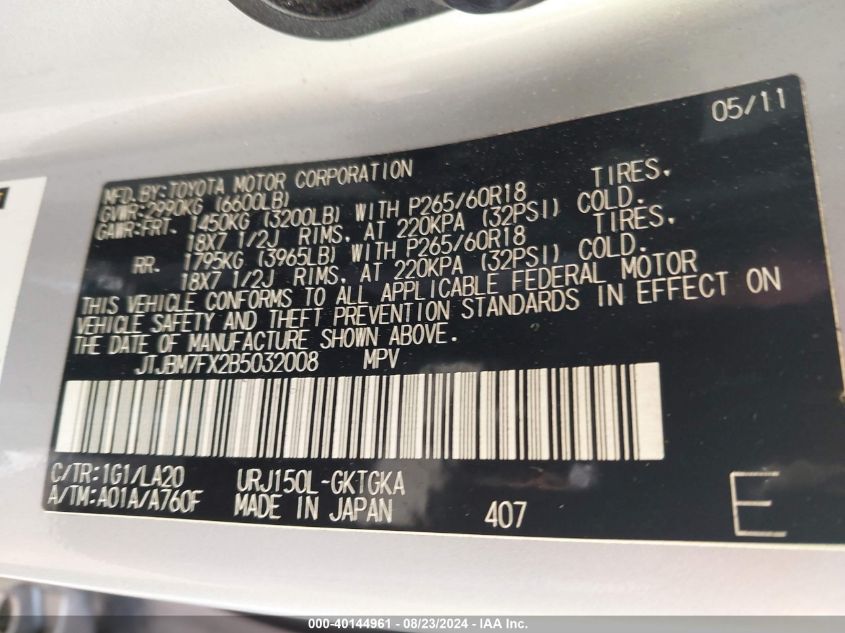 05/11
MFD.BY:TOYOTA MOTOR CORPORATION
GVWR:2990KG (6600LB)
GAWR:FRT. 1450KG (3200LB) WITH P265/60R18 TIRES,
18X7 1/2J RIMS, AT 220KPA (32PSI) COLD.
RR. 1795KG (3965LB) WITH P265/60R18 TIRES,
18X7 1/2J RIMS, AT 220KPA (32PSI) COLD.
THIS VEHICLE CONFORMS TO ALL APPLICABLE FEDERAL MOTOR
VEHICLE SAFETY AND THEFT PREVENTION STANDARDS IN EFFECT ON
THE DATE OF MANUFACTURE SHOWN ABOVE.
JTJBM7FX2B5032008 MPV
C/TR:1G1/LA20 URJ150L-GKTGKA
A/TM:A01A/A760F MADE IN JAPAN 407 E
000-40144961 - 08/23/2024 - IAA Inc.